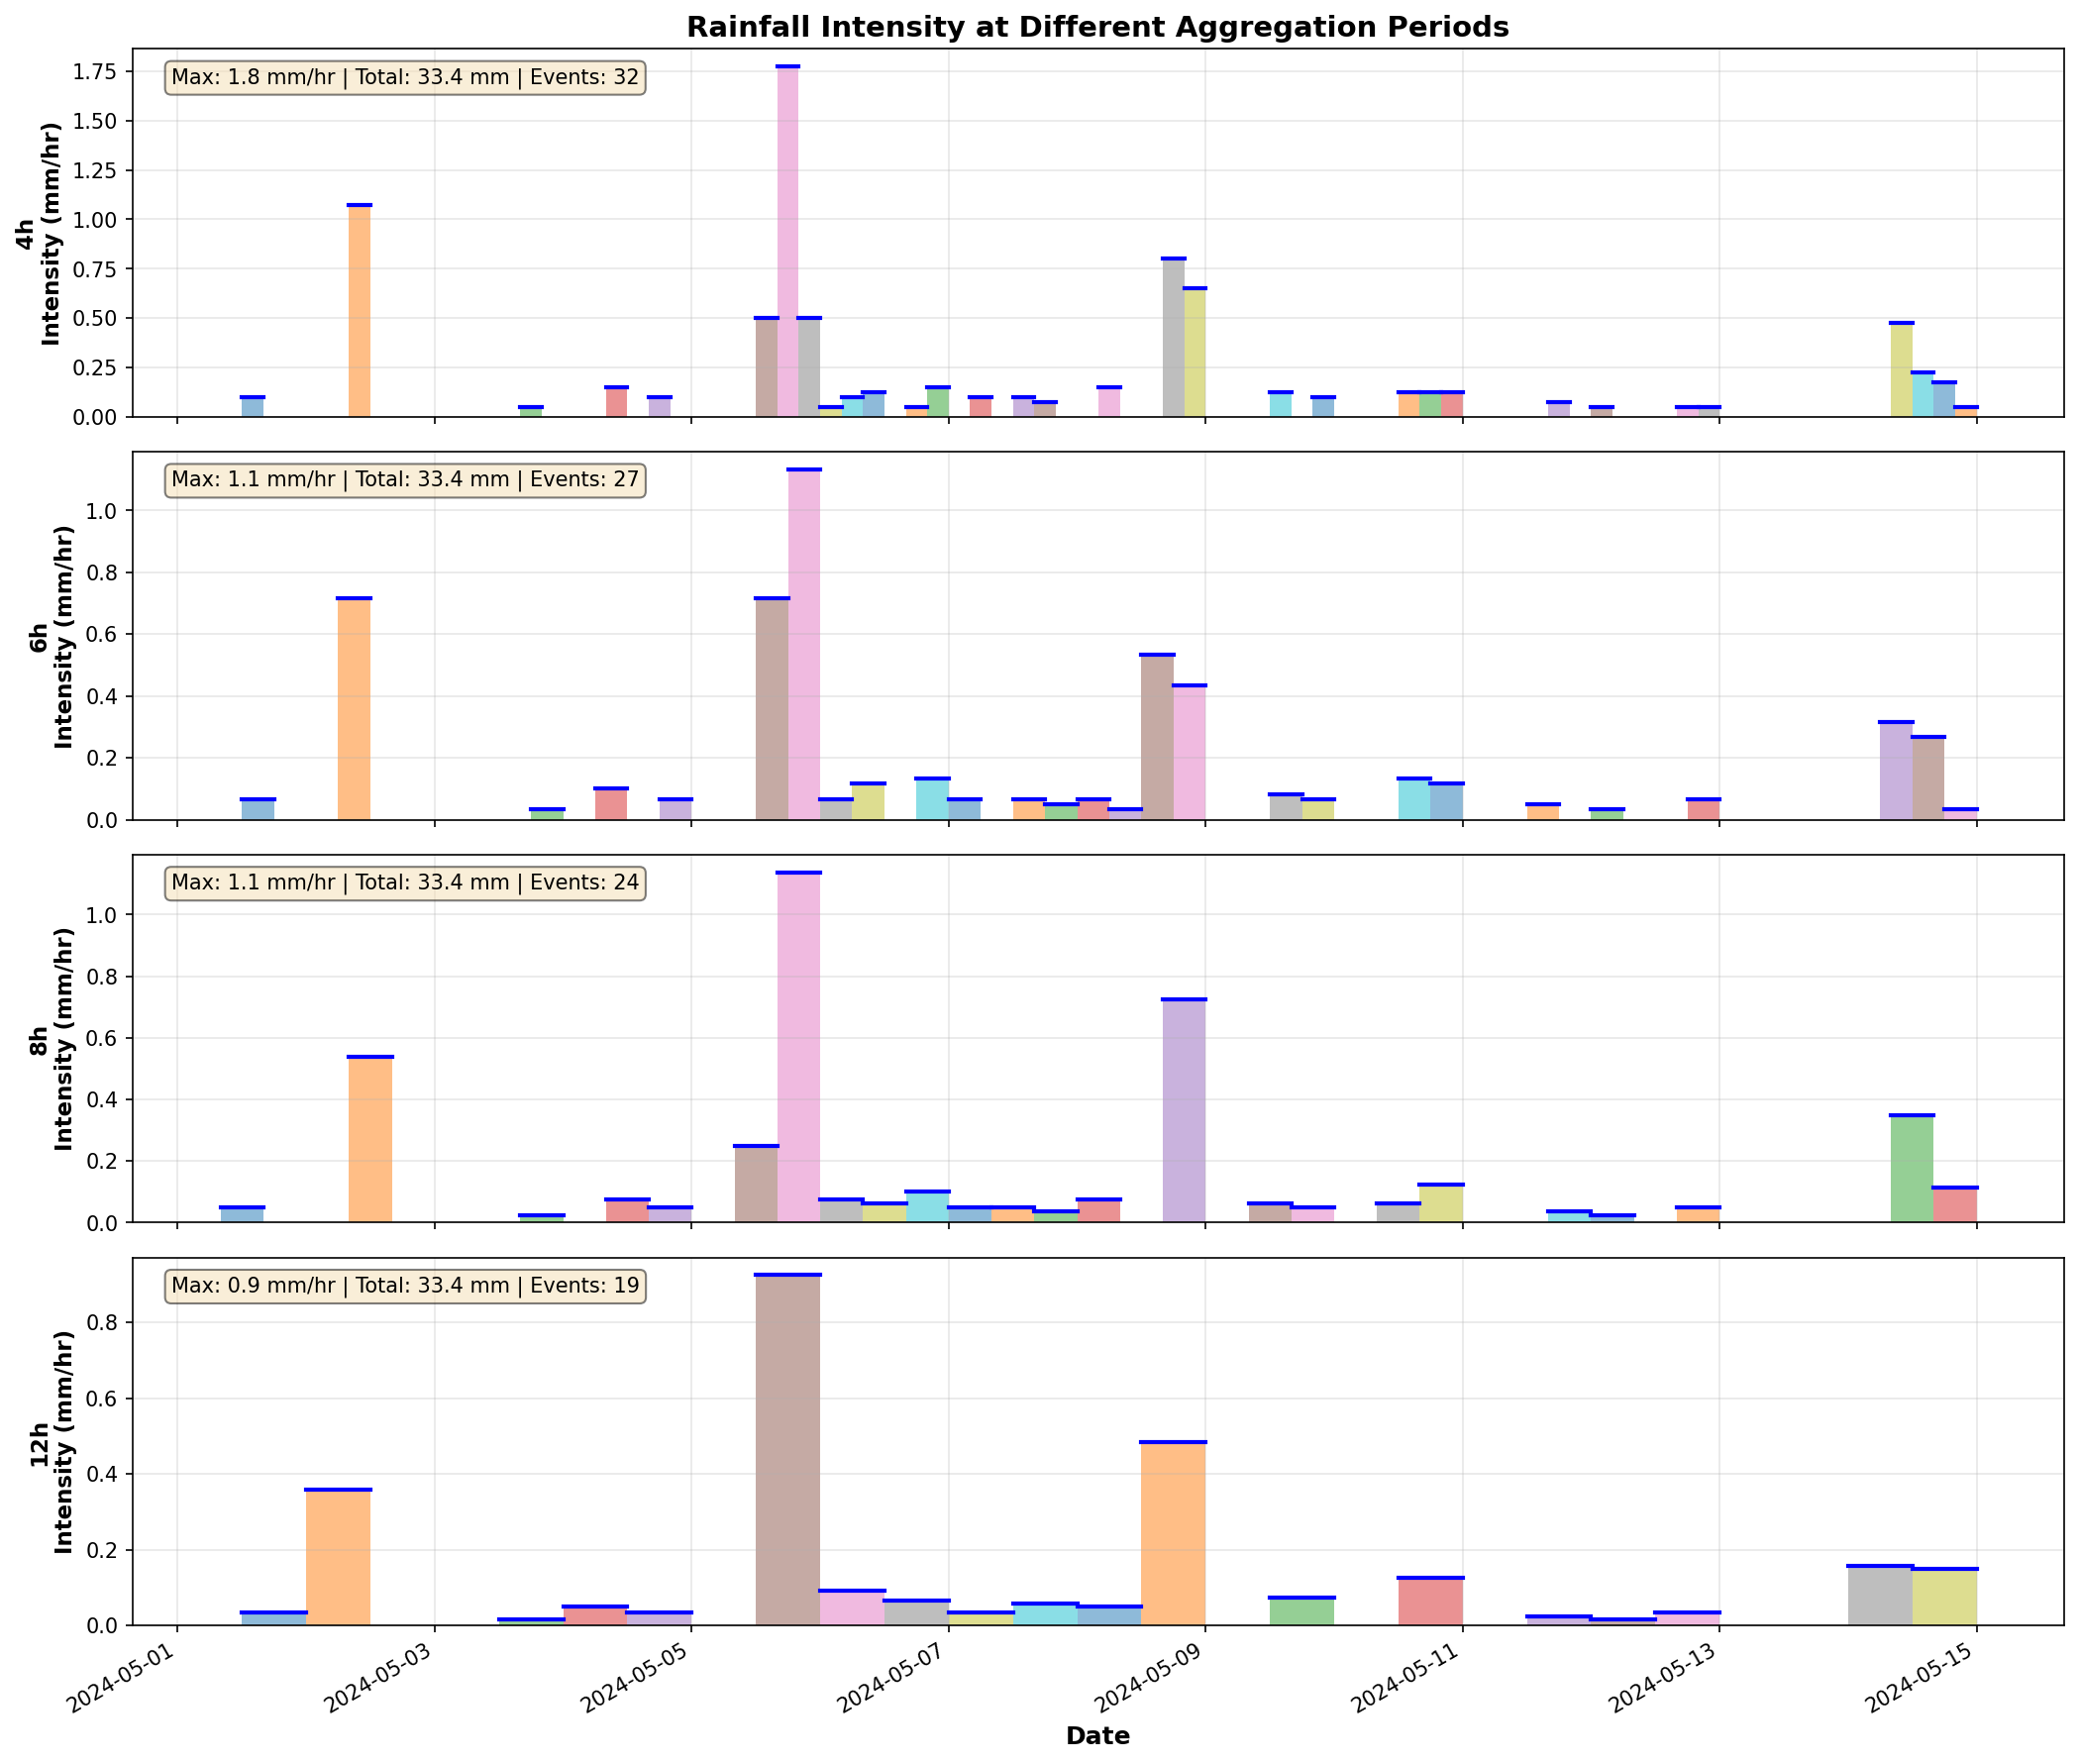 Rainfall Intensity at Different Aggregation Periods
4h
Intensity (mm/hr)
1.75
1.50
1.25
1.00
0.75
0.50
0.25
0.00
Max: 1.8 mm/hr | Total: 33.4 mm | Events: 32
6h
Intensity (mm/hr)
1.0
0.8
0.6
0.4
0.2
0.0
Max: 1.1 mm/hr | Total: 33.4 mm | Events: 27
8h
Intensity (mm/hr)
1.0
0.8
0.6
0.4
0.2
0.0
Max: 1.1 mm/hr | Total: 33.4 mm | Events: 24
12h
Intensity (mm/hr)
0.8
0.6
0.4
0.2
0.0
Max: 0.9 mm/hr | Total: 33.4 mm | Events: 19
2024-05-01
2024-05-03
2024-05-05
2024-05-07
2024-05-09
2024-05-11
2024-05-13
2024-05-15
Date